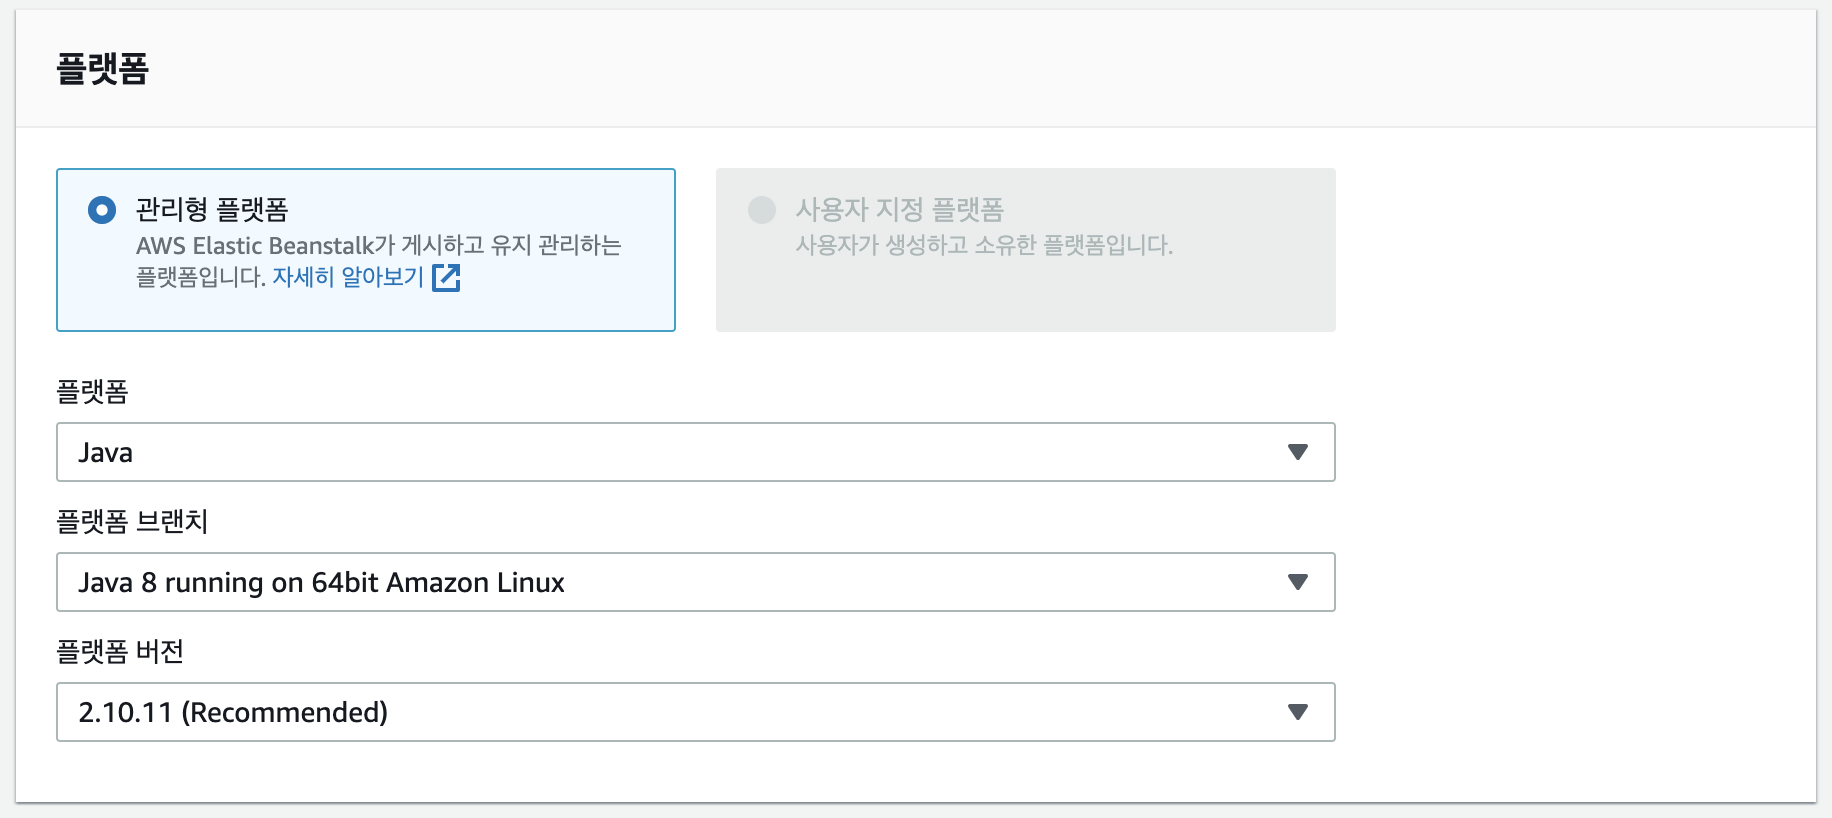 플랫폼
관리형 플랫폼
AWS Elastic Beanstalk가 게시하고 유지 관리하는
플랫폼입니다. 자세히 알아보기
사용자 지정 플랫폼
사용자가 생성하고 소유한 플랫폼입니다.
플랫폼
Java
플랫폼 브랜치
Java 8 running on 64bit Amazon Linux
플랫폼 버전
2.10.11 (Recommended)